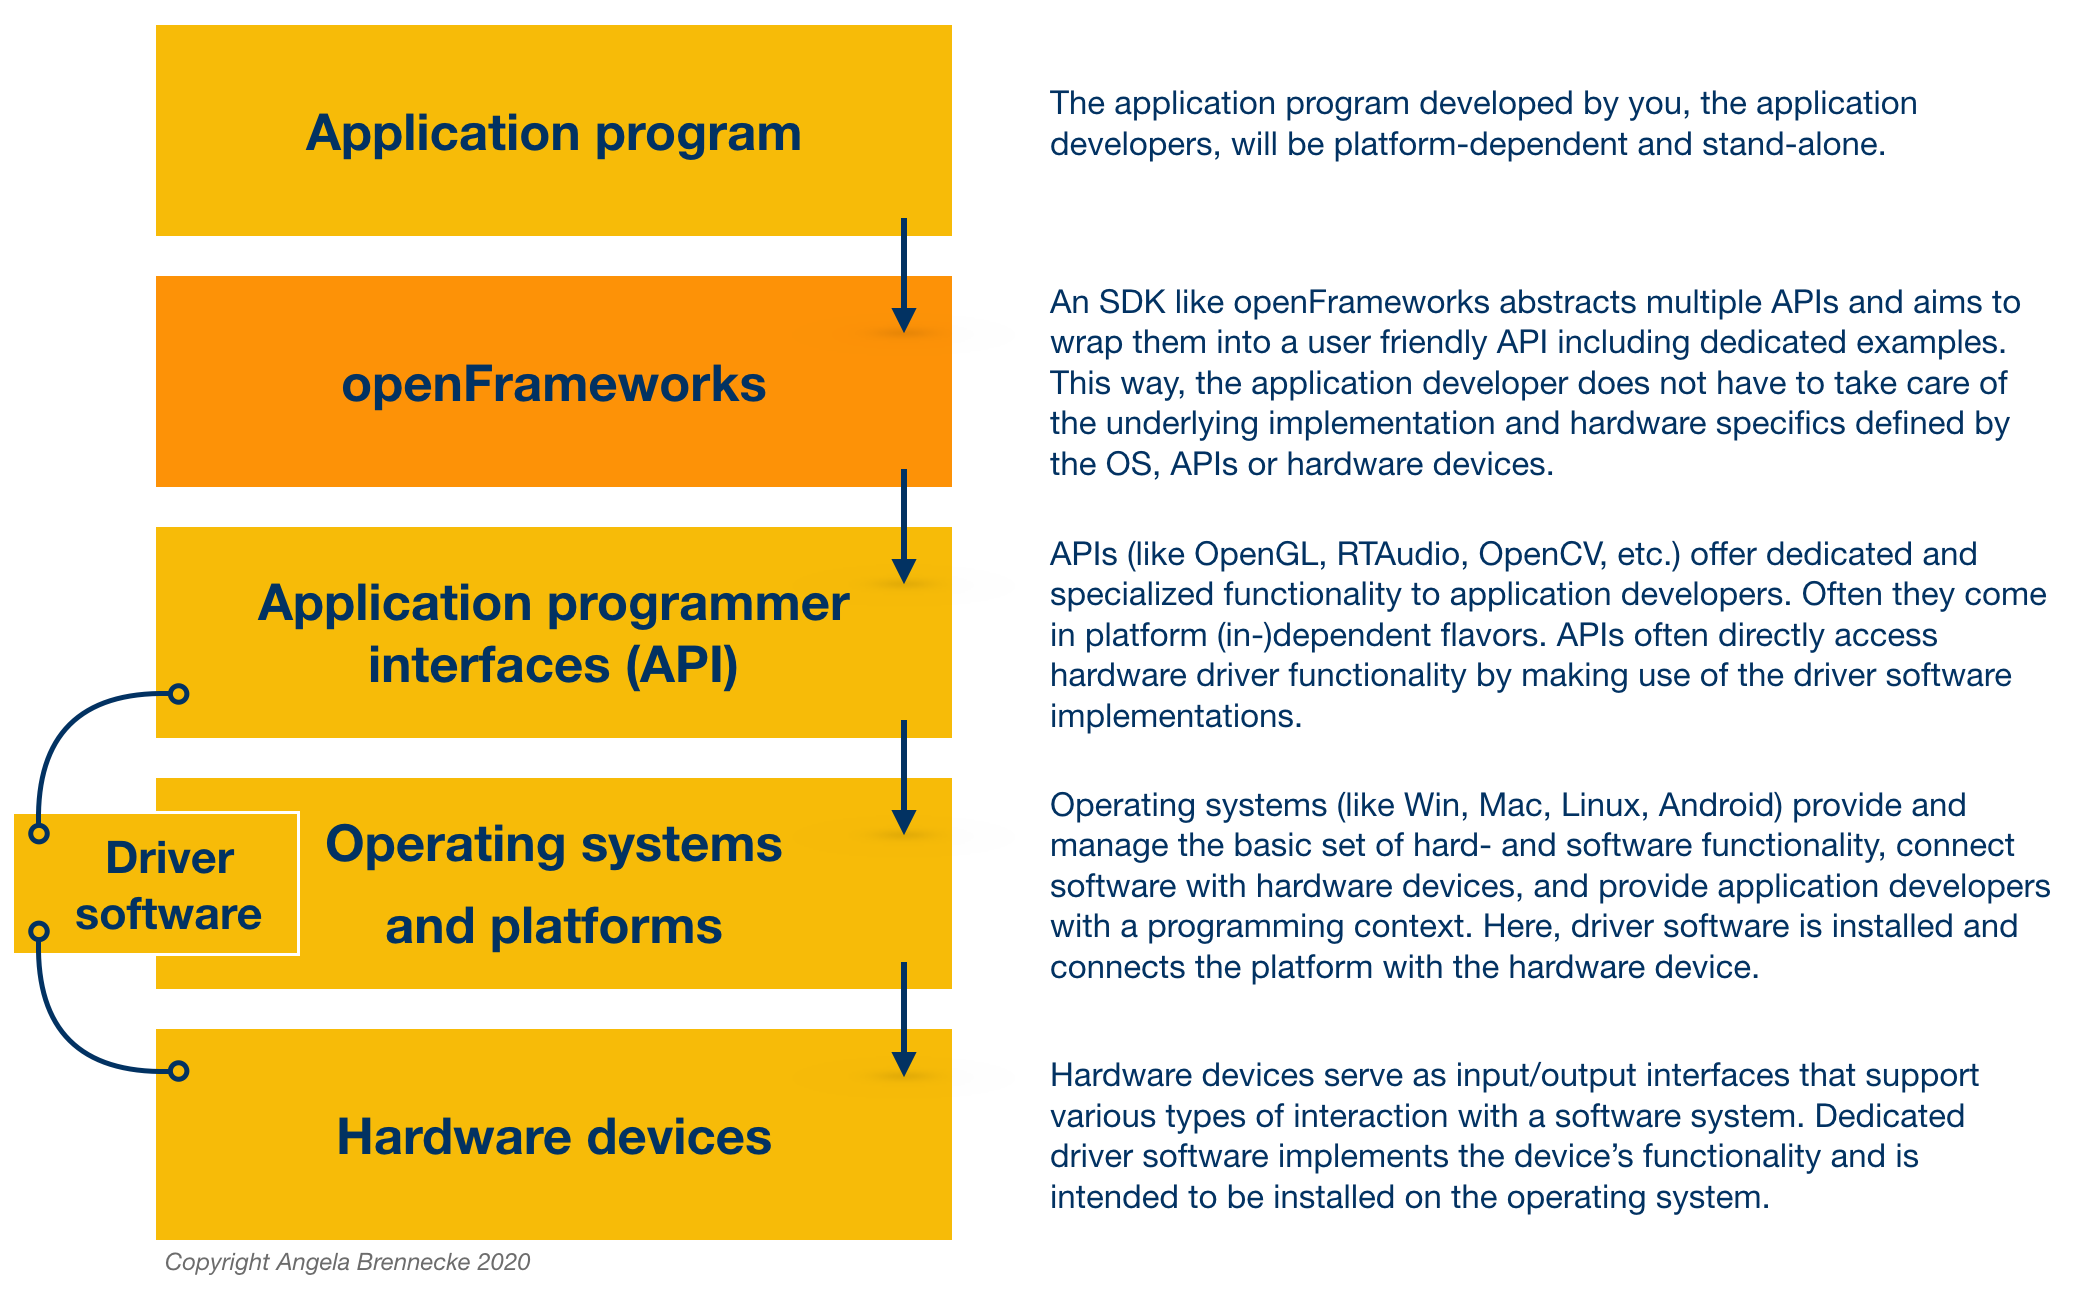 Application program
The application program developed by you, the application
developers, will be platform-dependent and stand-alone.
openFrameworks
An SDK like openFrameworks abstracts multiple APIs and aims to
wrap them into a user friendly API including dedicated examples.
This way, the application developer does not have to take care of
the underlying implementation and hardware specifics defined by
the OS, APIs or hardware devices.
Application programmer
interfaces (API)
APIs (like OpenGL, RTAudio, OpenCV, etc.) offer dedicated and
specialized functionality to application developers. Often they come
in platform (in-)dependent flavors. APIs often directly access
hardware driver functionality by making use of the driver software
implementations.
Driver
software
Operating systems
and platforms
Operating systems (like Win, Mac, Linux, Android) provide and
manage the basic set of hard- and software functionality, connect
software with hardware devices, and provide application developers
with a programming context. Here, driver software is installed and
connects the platform with the hardware device.
Hardware devices
Hardware devices serve as input/output interfaces that support
various types of interaction with a software system. Dedicated
driver software implements the device’s functionality and is
intended to be installed on the operating system.
Copyright Angela Brennecke 2020